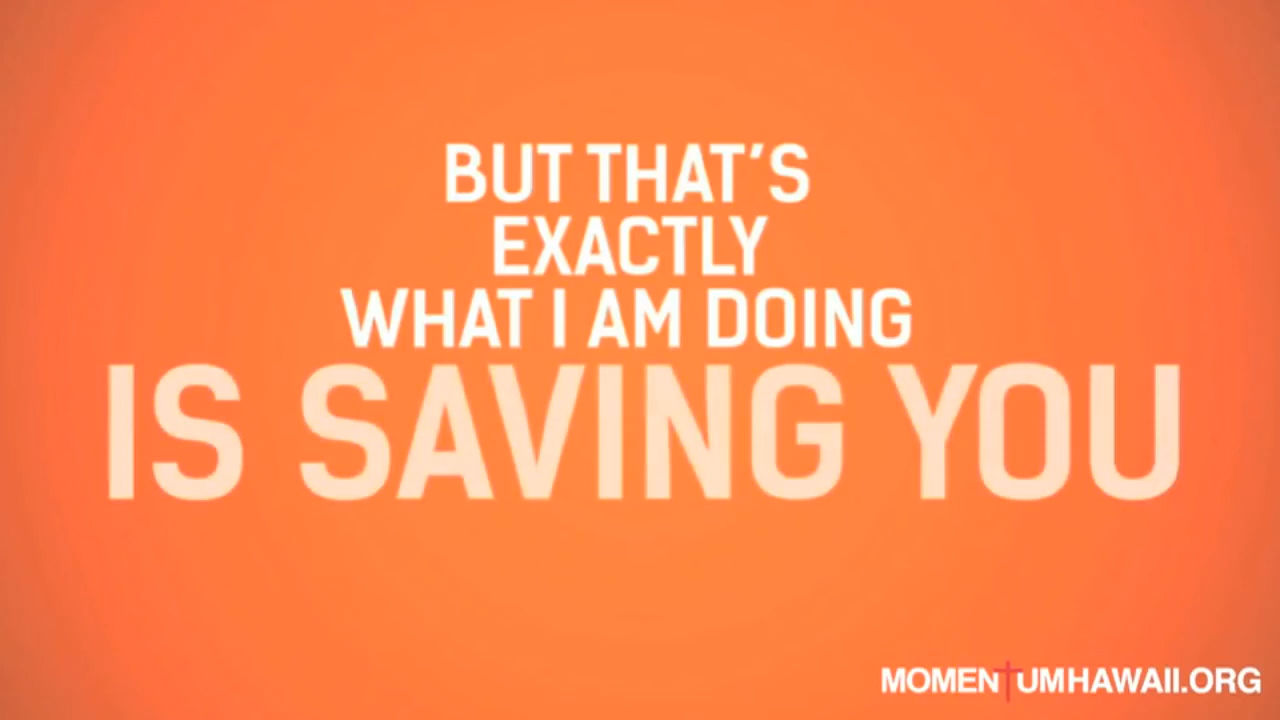 BUT THAT'S
EXACTLY
WHAT I AM DOING
IS SAVING YOU
MOMENTUMHAWAII.ORG